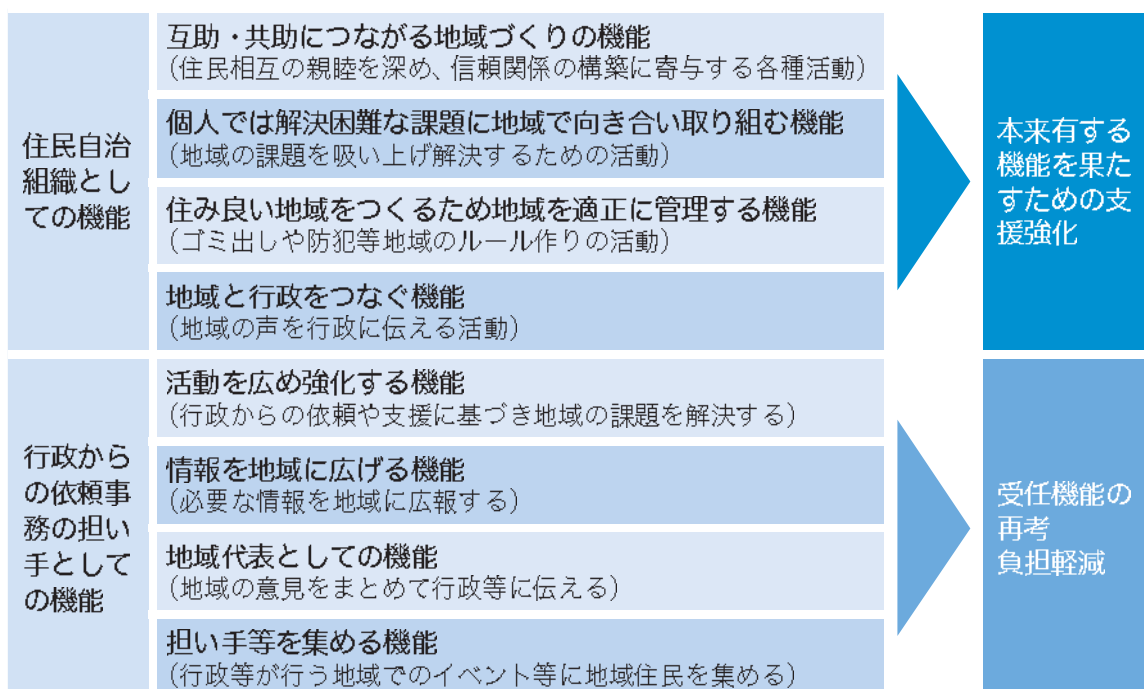 住民自治
組織とし
ての機能
互助・共助につながる地域づくりの機能
（住民相互の親睦を深め、信頼関係の構築に寄与する各種活動）
個人では解決困難な課題に地域で向き合い取り組む機能
（地域の課題を吸い上げ解決するための活動）
住み良い地域をつくるため地域を適正に管理する機能
（ゴミ出しや防犯等地域のルール作りの活動）
地域と行政をつなぐ機能
（地域の声を行政に伝える活動）
本来有する
機能を果た
すための支
援強化
行政から
の依頼事
務の担い
手として
の機能
活動を広め強化する機能
（行政からの依頼や支援に基づき地域の課題を解決する）
情報を地域に広げる機能
（必要な情報を地域に広報する）
地域代表としての機能
（地域の意見をまとめて行政等に伝える）
担い手等を集める機能
（行政等が行う地域でのイベント等に地域住民を集める）
受任機能の
再考
負担軽減